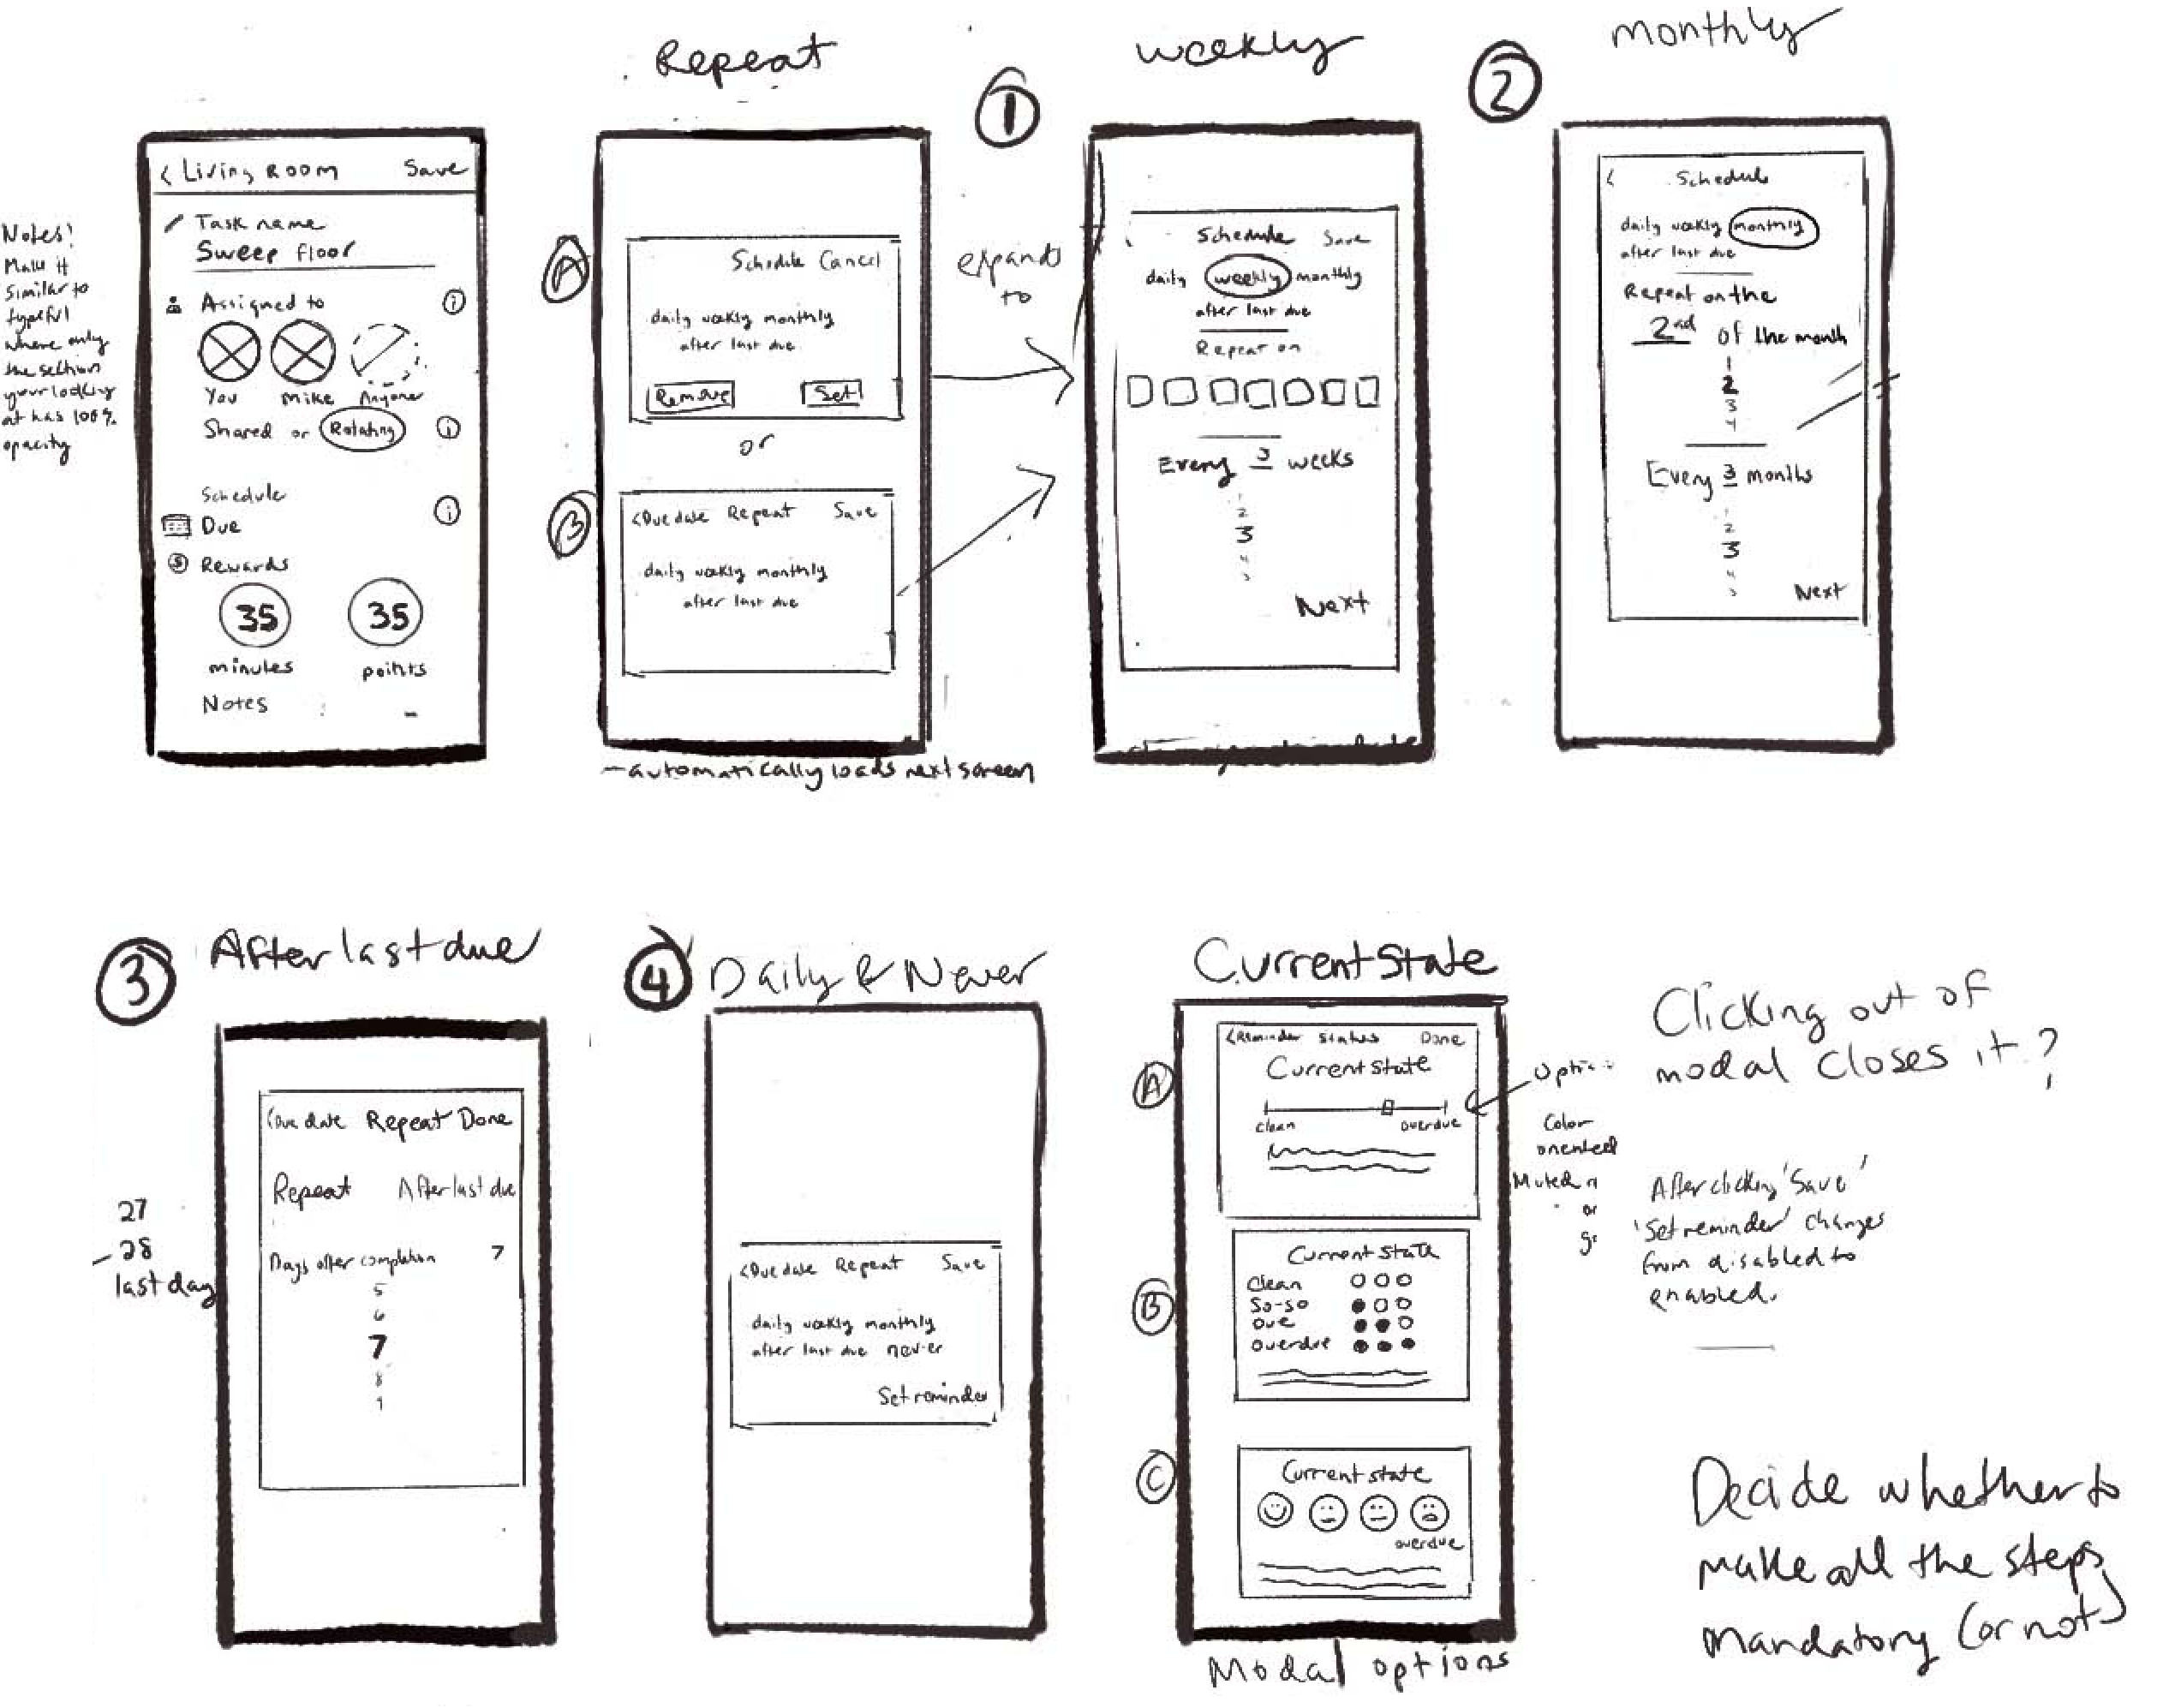 Repeat
1
weekly
2
monthly
Notes!
Make it
Similar to
typeful
where only
the section
your looking
at has 100%
opacity
< Living Room Save
Task name
Sweep floor
Assigned to
i
You Mike Anyone
Shared or Rotating
i
Schedule
Due
i
$ Rewards
35 35
minutes points
Notes
A
Schedule Cancel
daily weekly monthly
after last due
Remove Set
or
B
< Due date Repeat Save
daily weekly monthly
after last due
- automatically loads next screen
expands
to
Schedule Save
daily weekly monthly
after last due
Repeat on
Every 3 weeks
2
3
4
Next
< Schedule
daily weekly monthly
after last due
Repeat on the
2nd of the month
1
2
3
4
Every 3 months
1
2
3
4
Next
3
After last due
27
- 28
last day
< Due date Repeat Done
Repeat After last due
Days after completion 7
5
6
7
8
9
4
Daily & Never
< Due date Repeat Save
daily weekly monthly
after last due never
Set reminder
Current State
A
< Reminder Status Done
Current State
clean overdue
B
Current State
Clean
So-so
Due
Overdue
C
Current state
overdue
Modal options
Color
oriented
Muted
or
Clicking out of
modal closes it?
After clicking 'Save'
'Set reminder' changes
from disabled to
enabled.
Decide whether to
make all the steps
mandatory (or not)